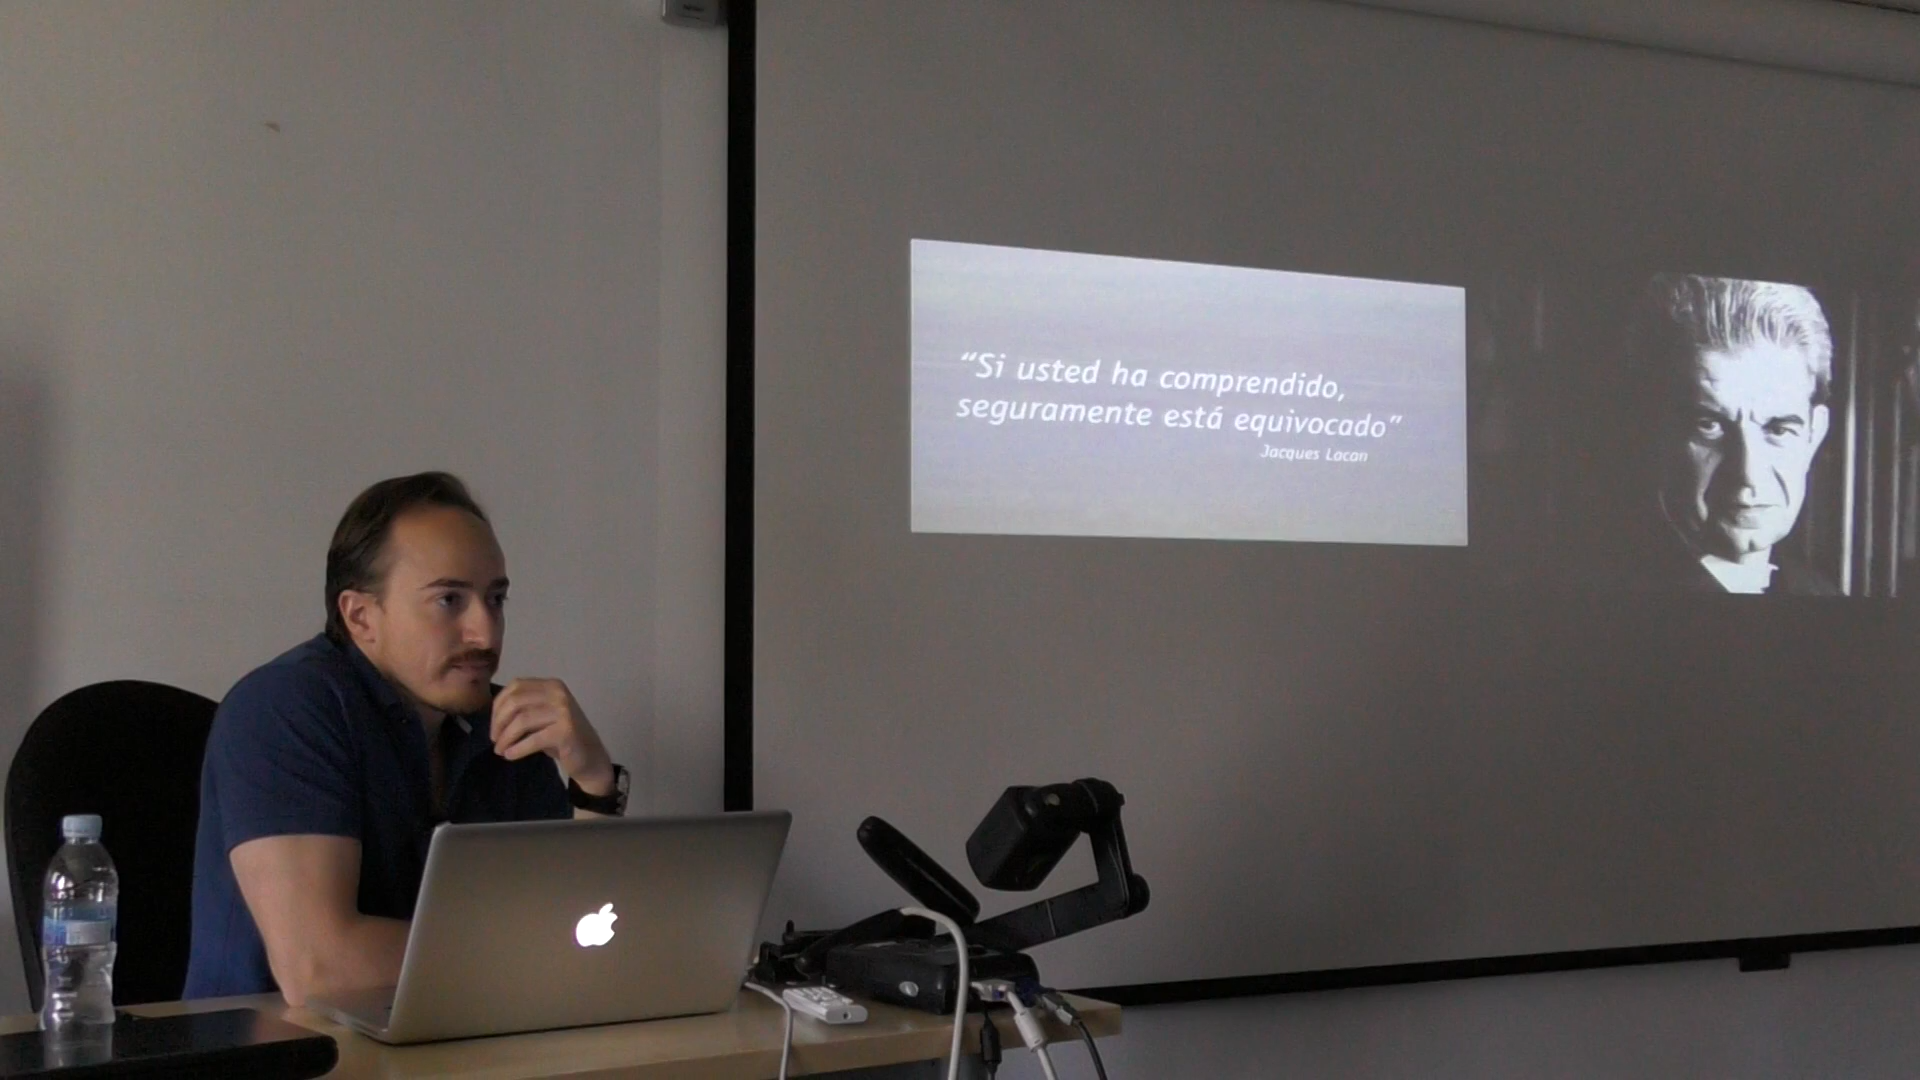 “Si usted ha comprendido,
seguramente está equivocado”
Jacques Lacan